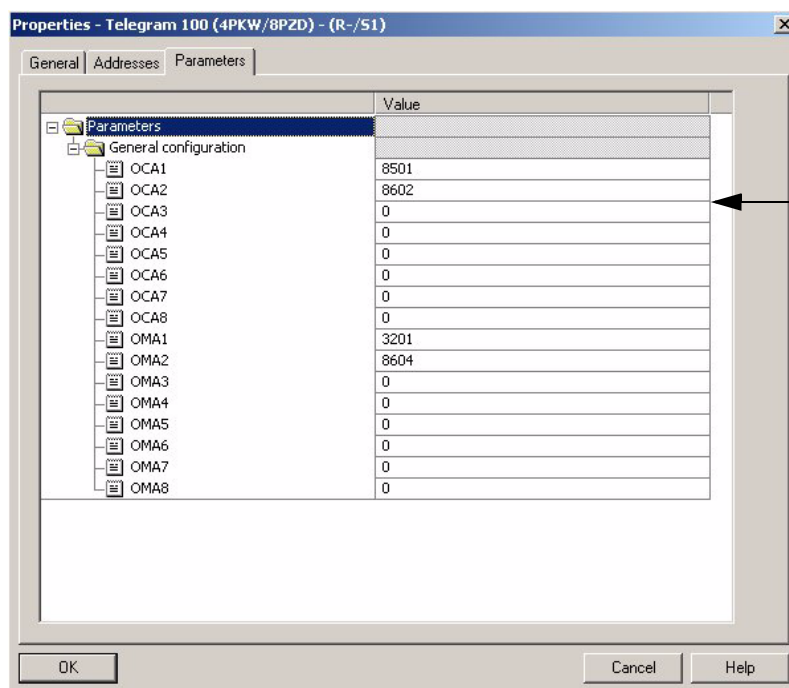 Properties - Telegram 100 (4PKW/8PZD) - (R-/S1)
General Addresses Parameters
Value
Parameters
General configuration
OCA1 8501
OCA2 8602
OCA3 0
OCA4 0
OCA5 0
OCA6 0
OCA7 0
OCA8 0
OMA1 3201
OMA2 8604
OMA3 0
OMA4 0
OMA5 0
OMA6 0
OMA7 0
OMA8 0
OK Cancel Help